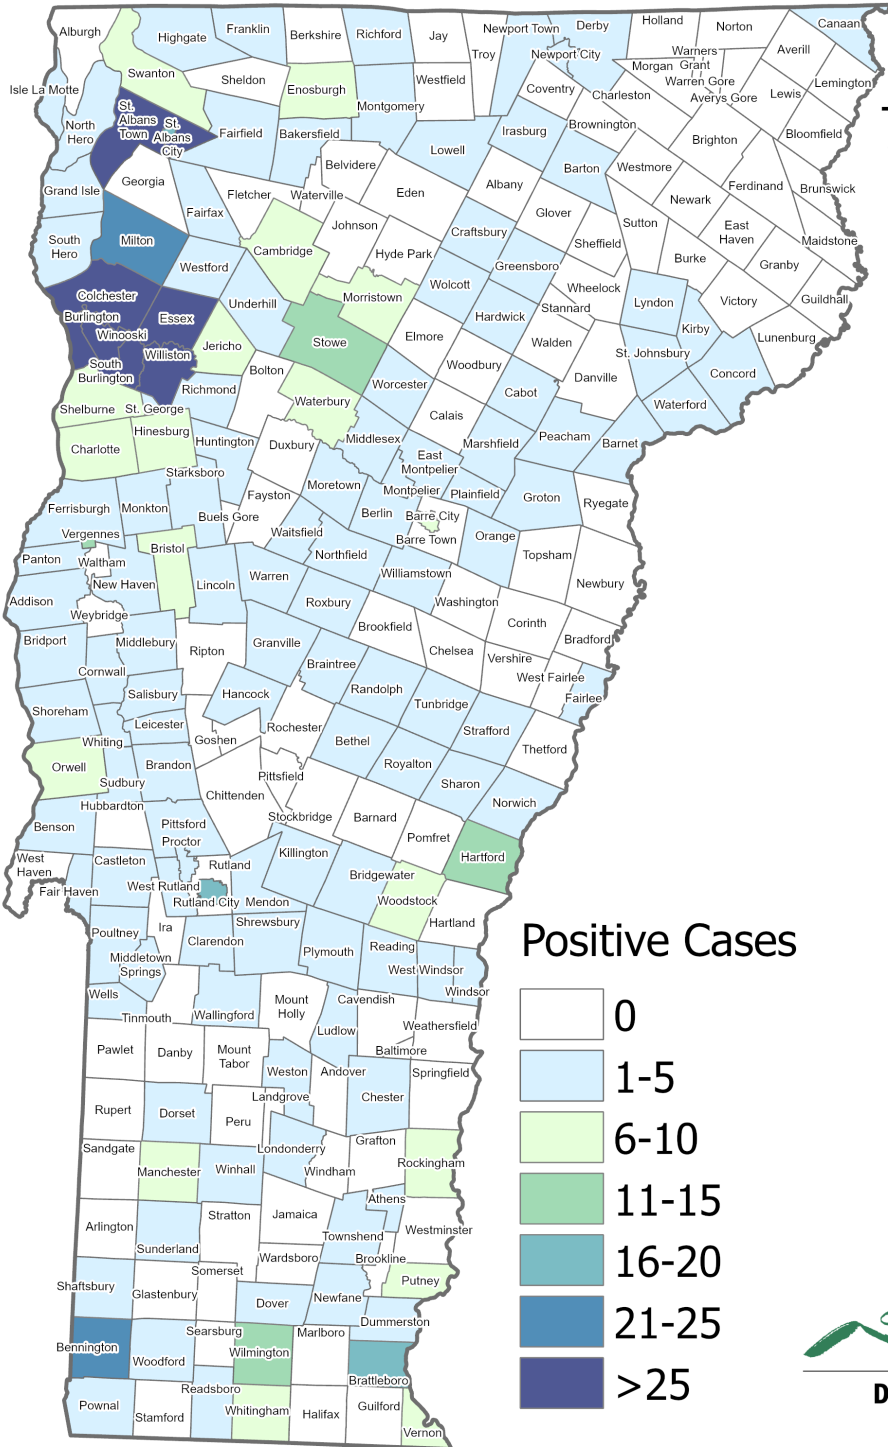 Alburgh
Highgate
Franklin
Berkshire
Richford
Jay
Newport Town
Troy
Derby
Holland
Norton
Canaan
Averill
Warners
Grant
Morgan
Warren Gore
Averys Gore
Lewis
Lemington
Bloomfield
Newport City
Swanton
Sheldon
Enosburgh
Westfield
Coventry
Charleston
Isle La Motte
Montgomery
St.
Albans
Town
St.
Albans
City
Fairfield
Bakersfield
Lowell
Irasburg
Brownington
Brighton
North
Hero
Georgia
Belvidere
Barton
Westmore
Ferdinand
Brunswick
Grand Isle
Fletcher
Waterville
Eden
Albany
Newark
Fairfax
Johnson
Glover
Sutton
East
Haven
Maidstone
South
Hero
Milton
Cambridge
Hyde Park
Craftsbury
Sheffield
Westford
Greensboro
Burke
Granby
Colchester
Underhill
Morristown
Wolcott
Wheelock
Lyndon
Victory
Guildhall
Burlington
Essex
Stannard
Hardwick
Kirby
Winooski
Jericho
Stowe
Elmore
Walden
Lunenburg
Williston
South
Burlington
Bolton
Woodbury
St. Johnsbury
Concord
Danville
Richmond
Worcester
Cabot
Shelburne
St. George
Waterbury
Calais
Waterford
Hinesburg
Charlotte
Huntington
Duxbury
Middlesex
Marshfield
Peacham
Barnet
East
Montpelier
Starksboro
Moretown
Montpelier
Plainfield
Groton
Ferrisburgh
Monkton
Buels Gore
Fayston
Berlin
Barre City
Ryegate
Vergennes
Waitsfield
Barre Town
Orange
Panton
Waltham
Bristol
Northfield
Topsham
New Haven
Lincoln
Warren
Williamstown
Newbury
Addison
Weybridge
Roxbury
Washington
Bridport
Middlebury
Ripton
Granville
Brookfield
Corinth
Chelsea
Bradford
Vershire
Cornwall
Braintree
West Fairlee
Salisbury
Hancock
Randolph
Fairlee
Tunbridge
Shoreham
Leicester
Rochester
Strafford
Whiting
Goshen
Bethel
Thetford
Orwell
Brandon
Pittsfield
Royalton
Sudbury
Chittenden
Sharon
Hubbardton
Norwich
Benson
Pittsford
Stockbridge
Barnard
Pomfret
Proctor
West
Haven
Castleton
Rutland
Killington
Hartford
Fair Haven
West Rutland
Bridgewater
Rutland City
Mendon
Woodstock
Ira
Shrewsbury
Hartland
Poultney
Clarendon
Plymouth
Reading
Middletown
Springs
West Windsor
Wells
Windsor
Tinmouth
Wallingford
Mount
Holly
Cavendish
Ludlow
Weathersfield
Pawlet
Danby
Mount
Tabor
Baltimore
Weston
Andover
Springfield
Rupert
Dorset
Landgrove
Chester
Peru
Sandgate
Londonderry
Grafton
Manchester
Winhall
Windham
Rockingham
Athens
Arlington
Stratton
Jamaica
Townshend
Westminster
Sunderland
Wardsboro
Brookline
Shaftsbury
Somerset
Glastenbury
Putney
Dover
Newfane
Dummerston
Bennington
Searsburg
Marlboro
Woodford
Wilmington
Brattleboro
Readsboro
Pownal
Stamford
Whitingham
Halifax
Guilford
Vernon
Positive Cases
0
1-5
6-10
11-15
16-20
21-25
>25
D